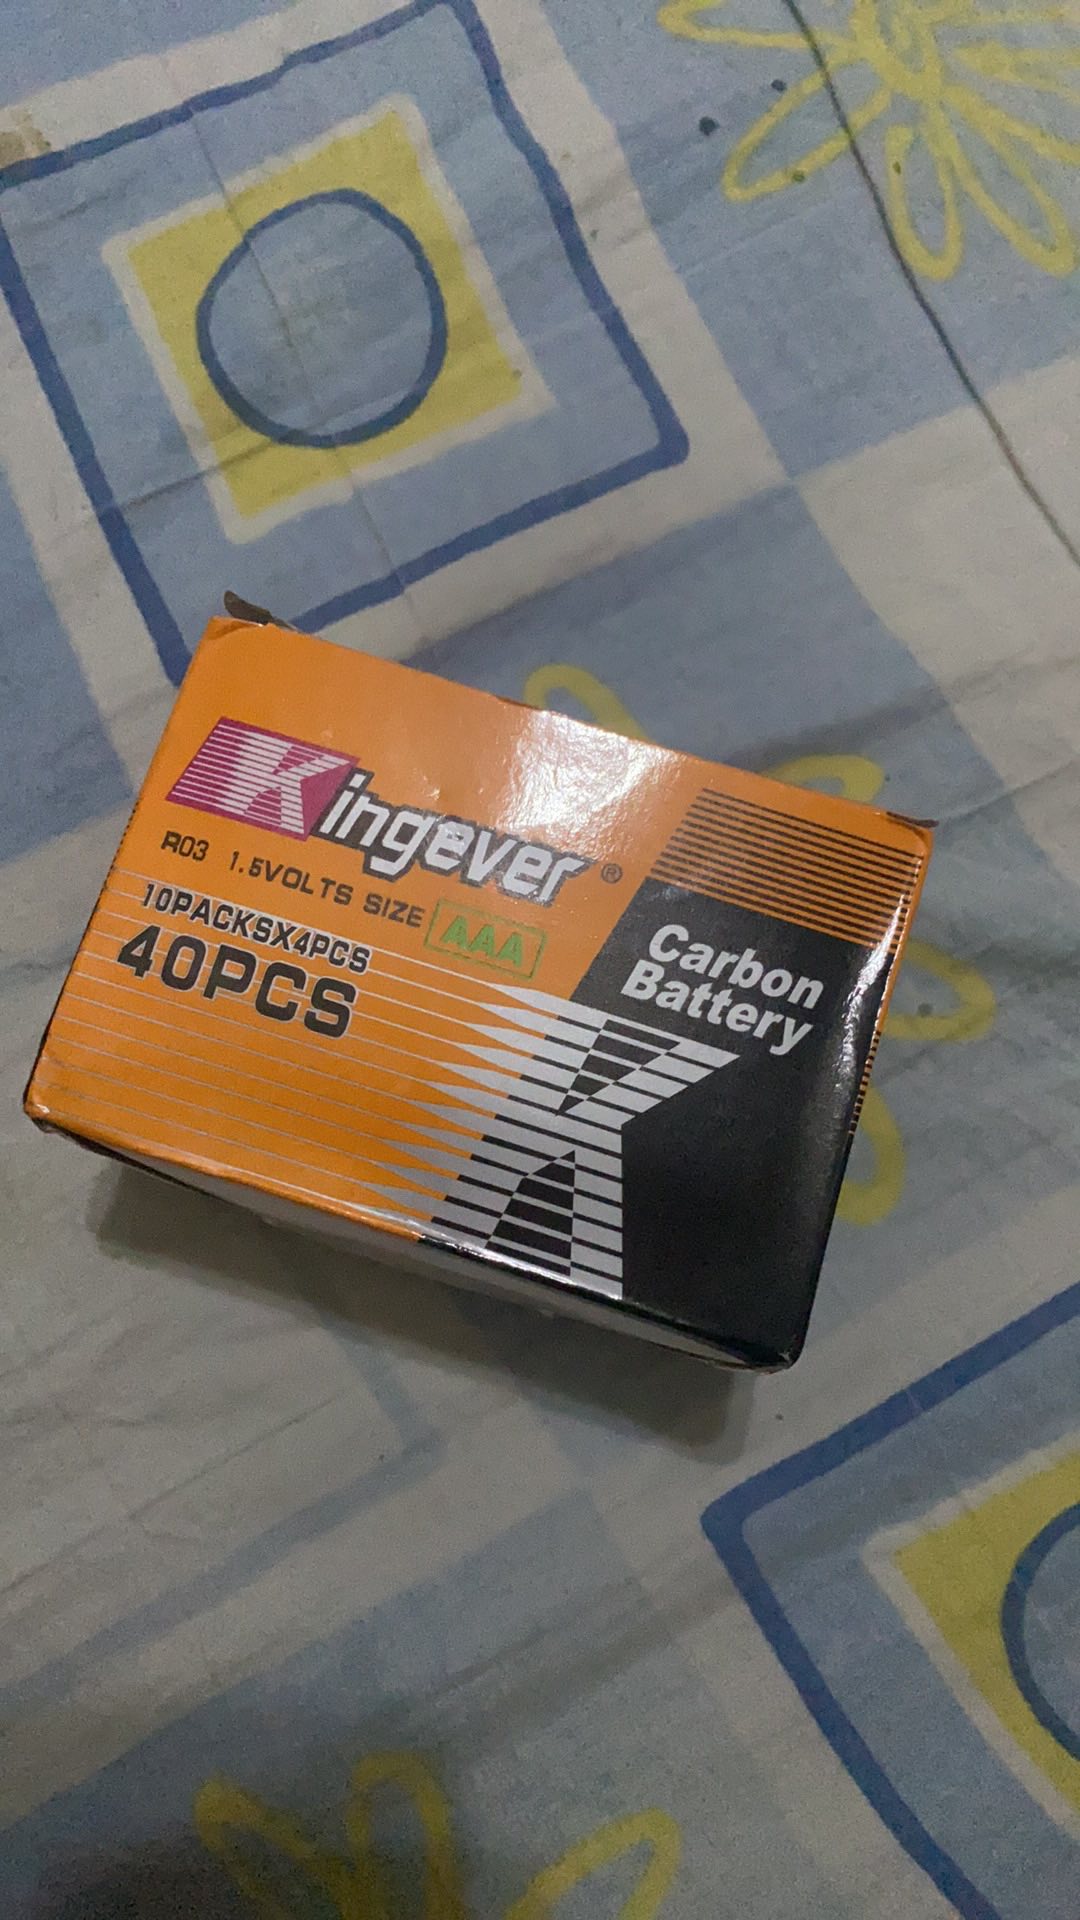 Kingever ®
R03 1.5VOLTS SIZE AAA
10PACKSX4PCS
40PCS
Carbon
Battery